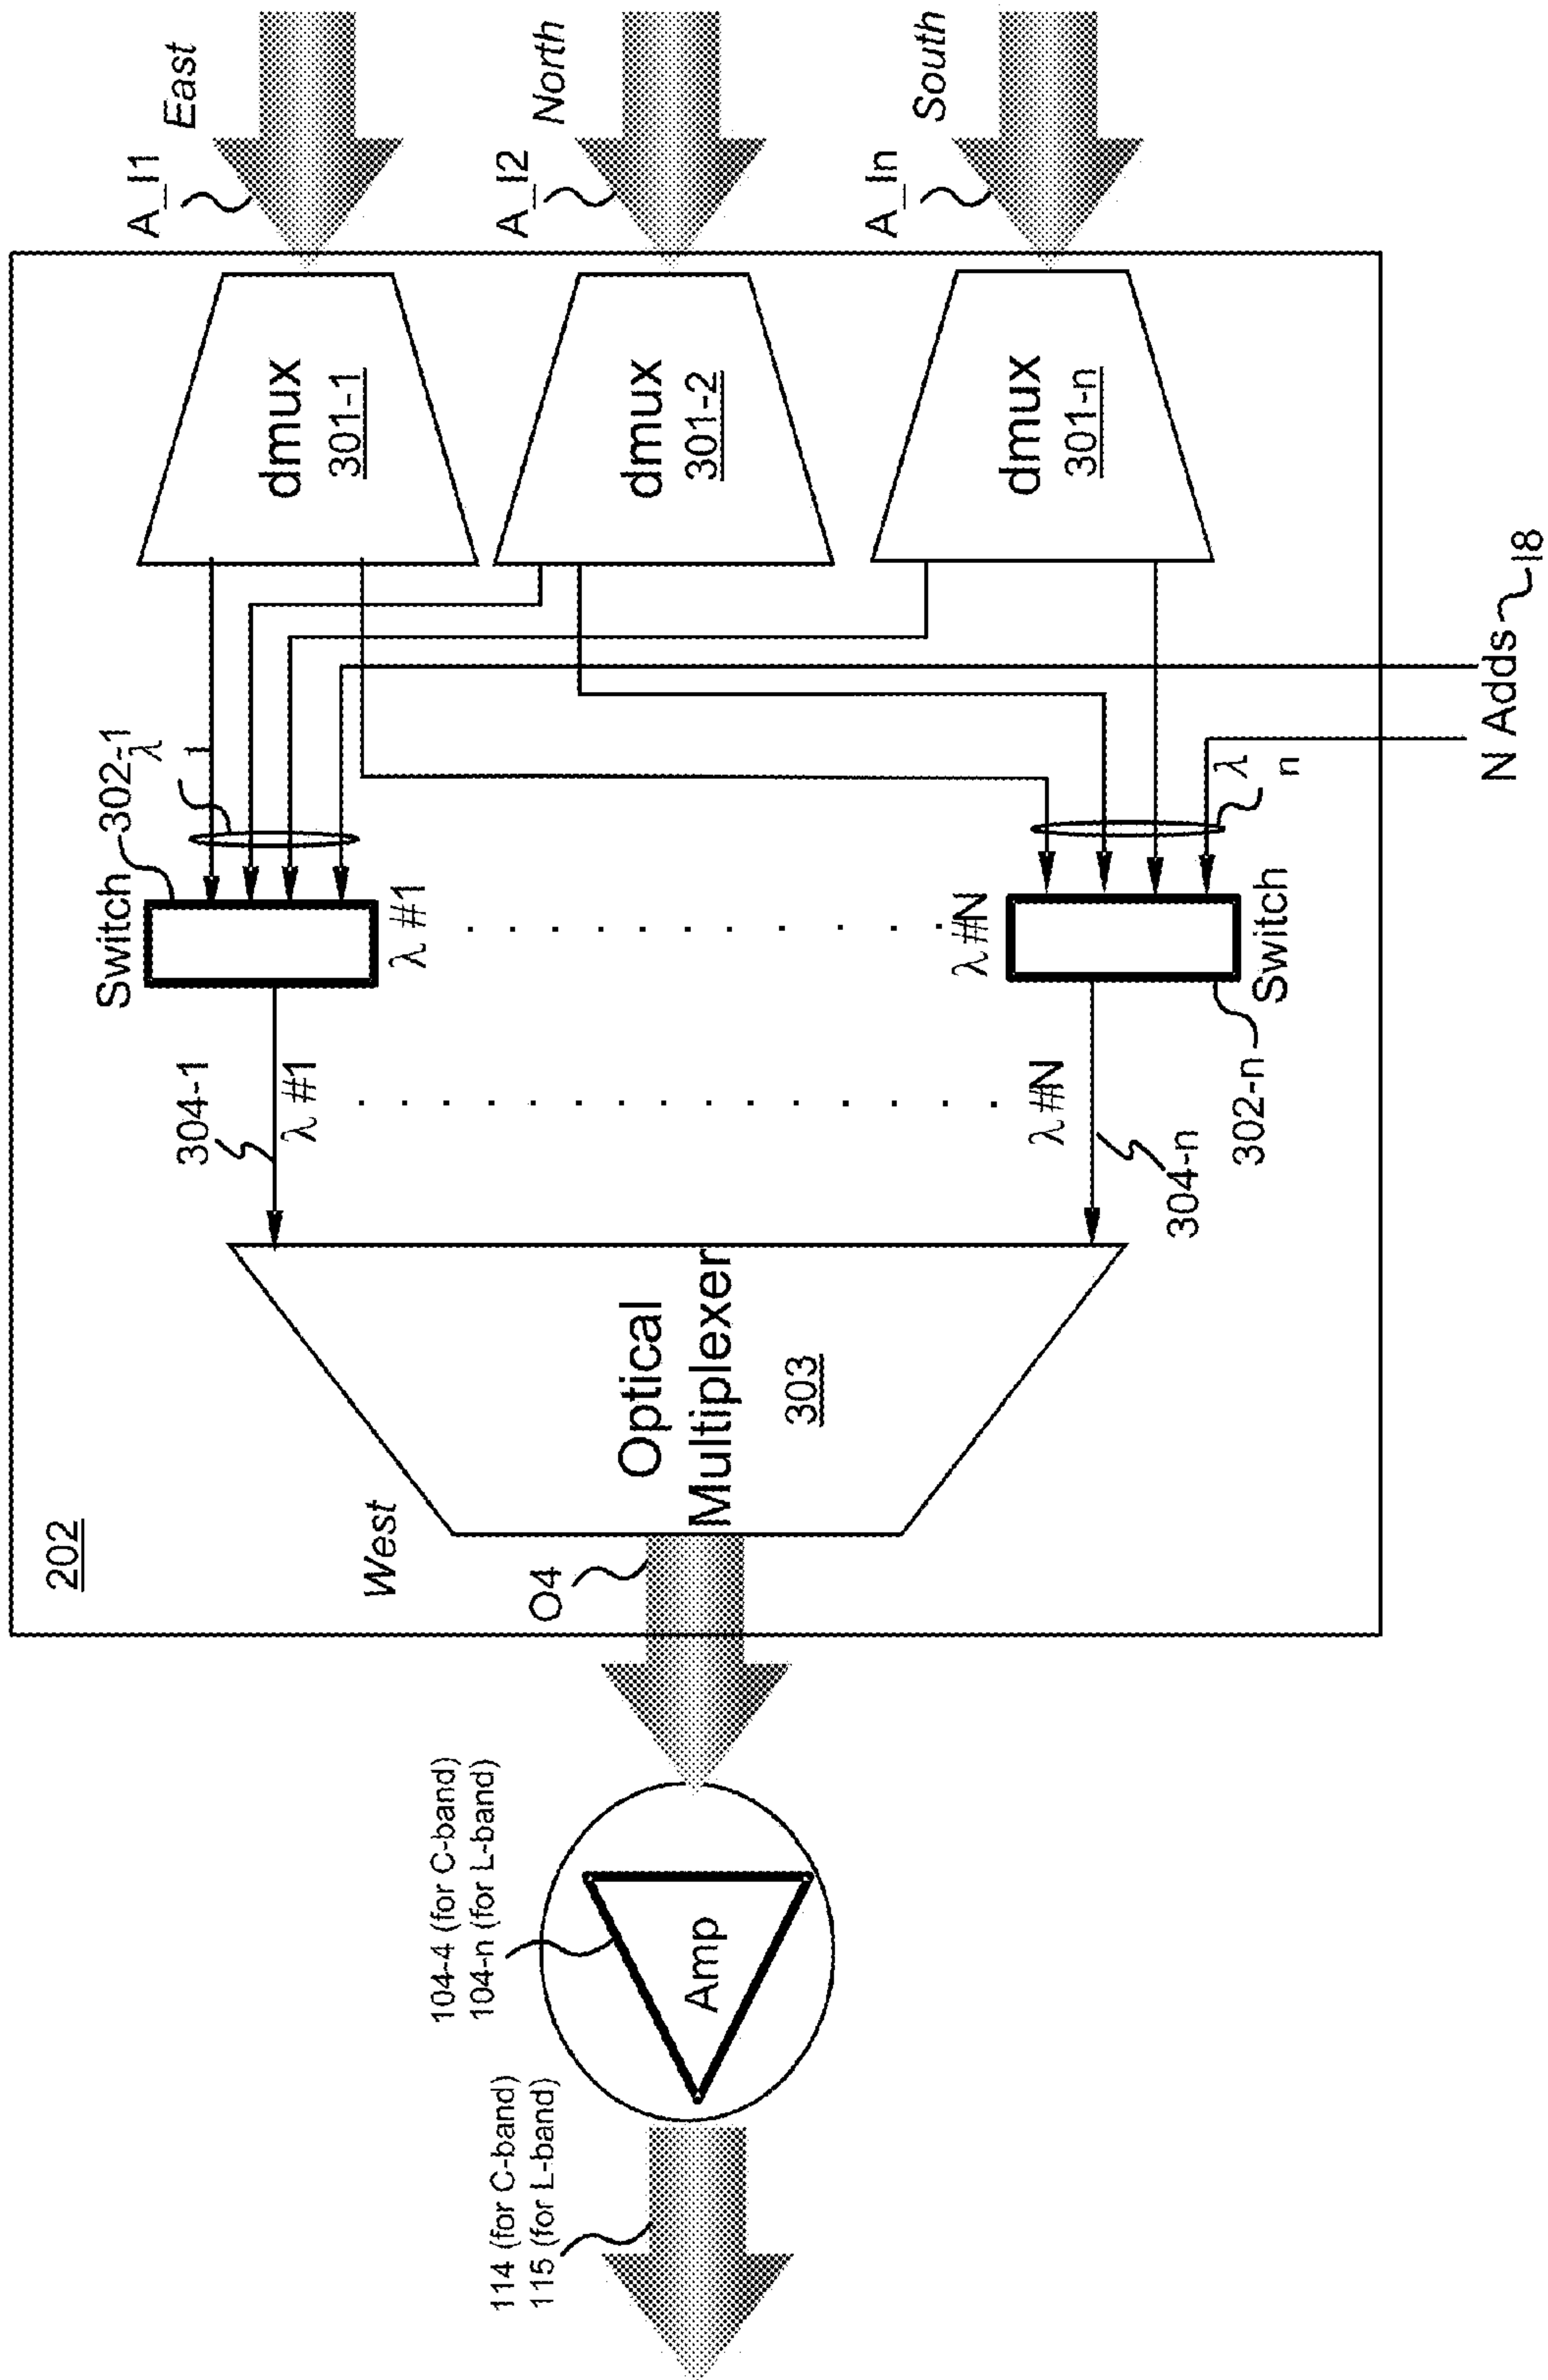 202
West
O4
114 (for C-band)
115 (for L-band)
104-4 (for C-band)
104-n (for L-band)
Amp
Optical
Multiplexer
303
304-1
λ #1
λ #N
304-n
Switch
302-1
λ
1
λ #1
λ #N
Switch
302-n
λ
n
dmux
301-1
dmux
301-2
dmux
301-n
A_I1
East
A_I2
North
A_In
South
N Adds
I8